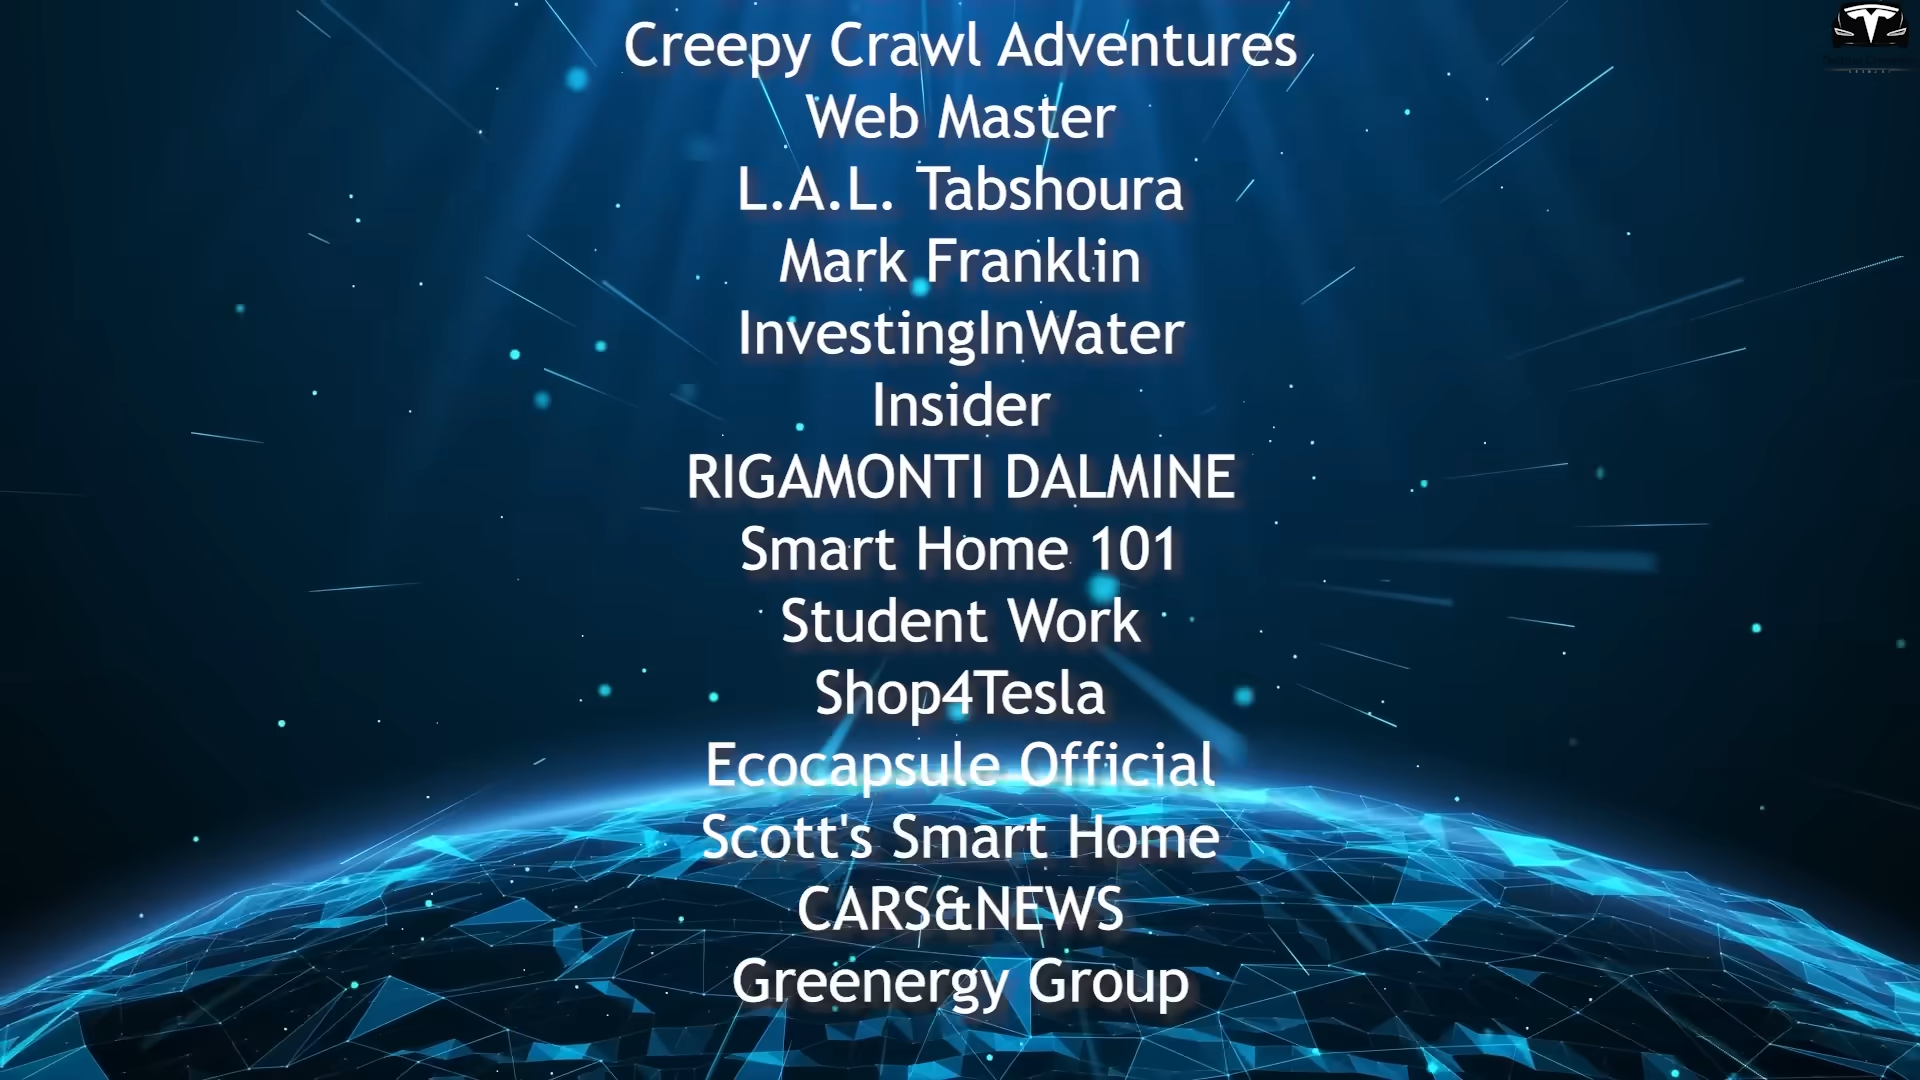 Creepy Crawl Adventures
Web Master
L.A.L. Tabshoura
Mark Franklin
InvestingInWater
Insider
RIGAMONTI DALMINE
Smart Home 101
Student Work
Shop4Tesla
Ecocapsule Official
Scott's Smart Home
CARS&NEWS
Greenergy Group